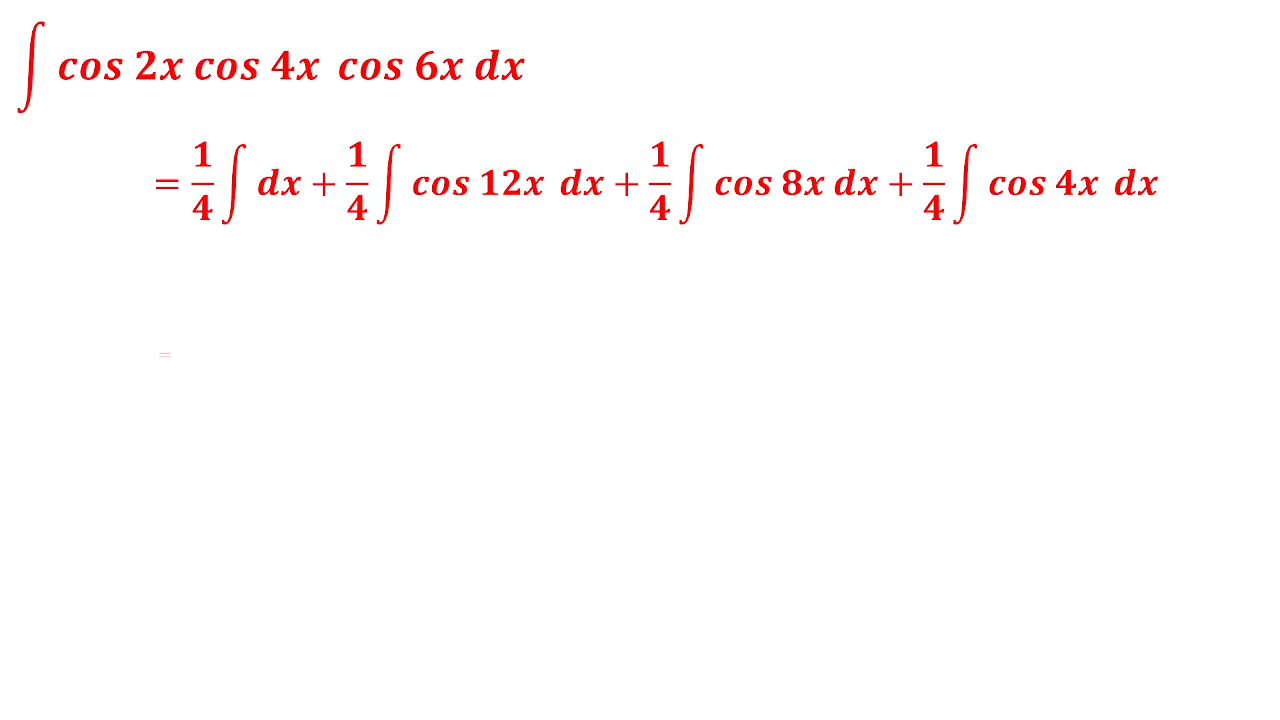 ∫ cos 2x cos 4x cos 6x dx
= 1/4 ∫ dx + 1/4 ∫ cos 12x dx + 1/4 ∫ cos 8x dx + 1/4 ∫ cos 4x dx
=